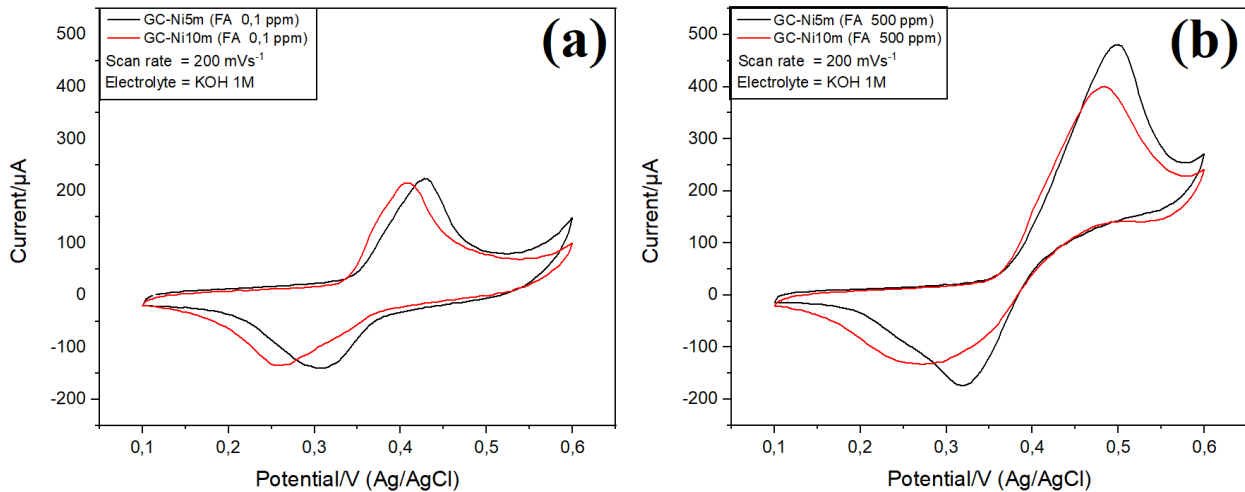 GC-Ni5m (FA 0,1 ppm)
GC-Ni10m (FA 0,1 ppm)
Scan rate = 200 mVs⁻¹
Electrolyte = KOH 1M
(a)
500
400
300
200
100
0
-100
-200
Current/µA
0,1 0,2 0,3 0,4 0,5 0,6
Potential/V (Ag/AgCl)
GC-Ni5m (FA 500 ppm)
GC-Ni10m (FA 500 ppm)
Scan rate = 200 mVs⁻¹
Electrolyte = KOH 1M
(b)
500
400
300
200
100
0
-100
-200
Current/µA
0,1 0,2 0,3 0,4 0,5 0,6
Potential/V (Ag/AgCl)